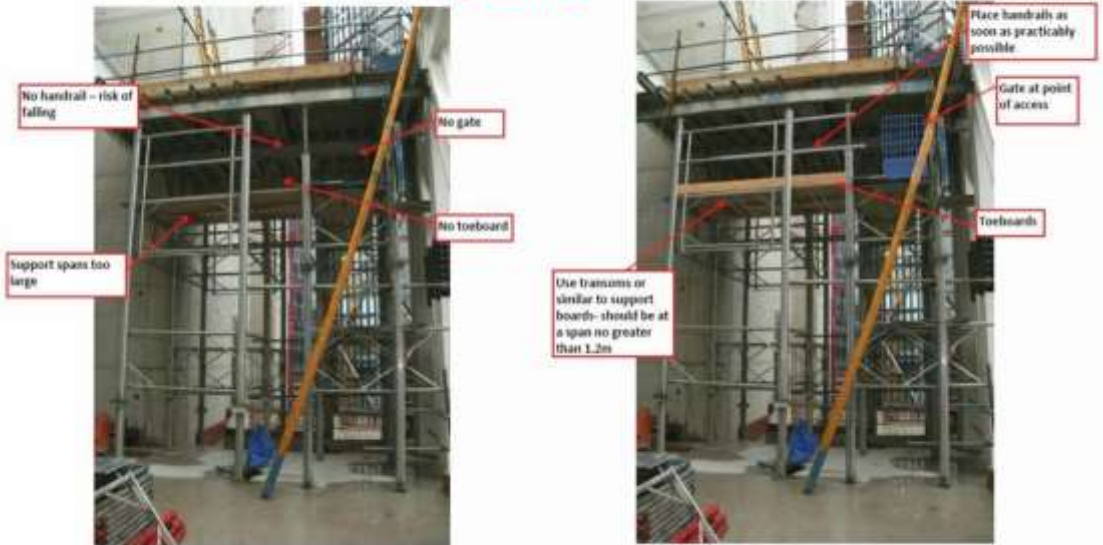 No handrail – risk of
falling
No gate
No toeboard
Support spans too
large
Place handrails as
soon as practicably
possible
Gate at point
of access
Toeboards
Use transoms or
similar to support
boards- should be at
a span no greater
than 1.2m